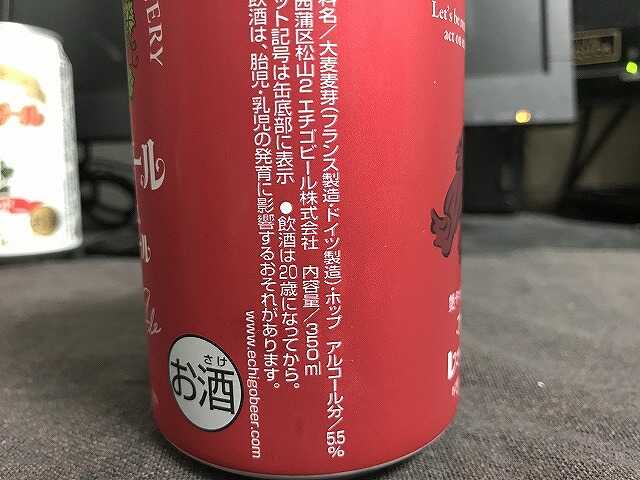 料名/大麦麦芽(フランス製造・ドイツ製造)・ホップ アルコール分/5.5%
西蒲区松山2 エチゴビール株式会社 内容量/350ml
ット記号は缶底部に表示 ●飲酒は20歳になってから。
飲酒は、胎児・乳児の発育に影響するおそれがあります。
www.echigobeer.com
さけ
お酒
ERY
ール
ール
Let's be
act on